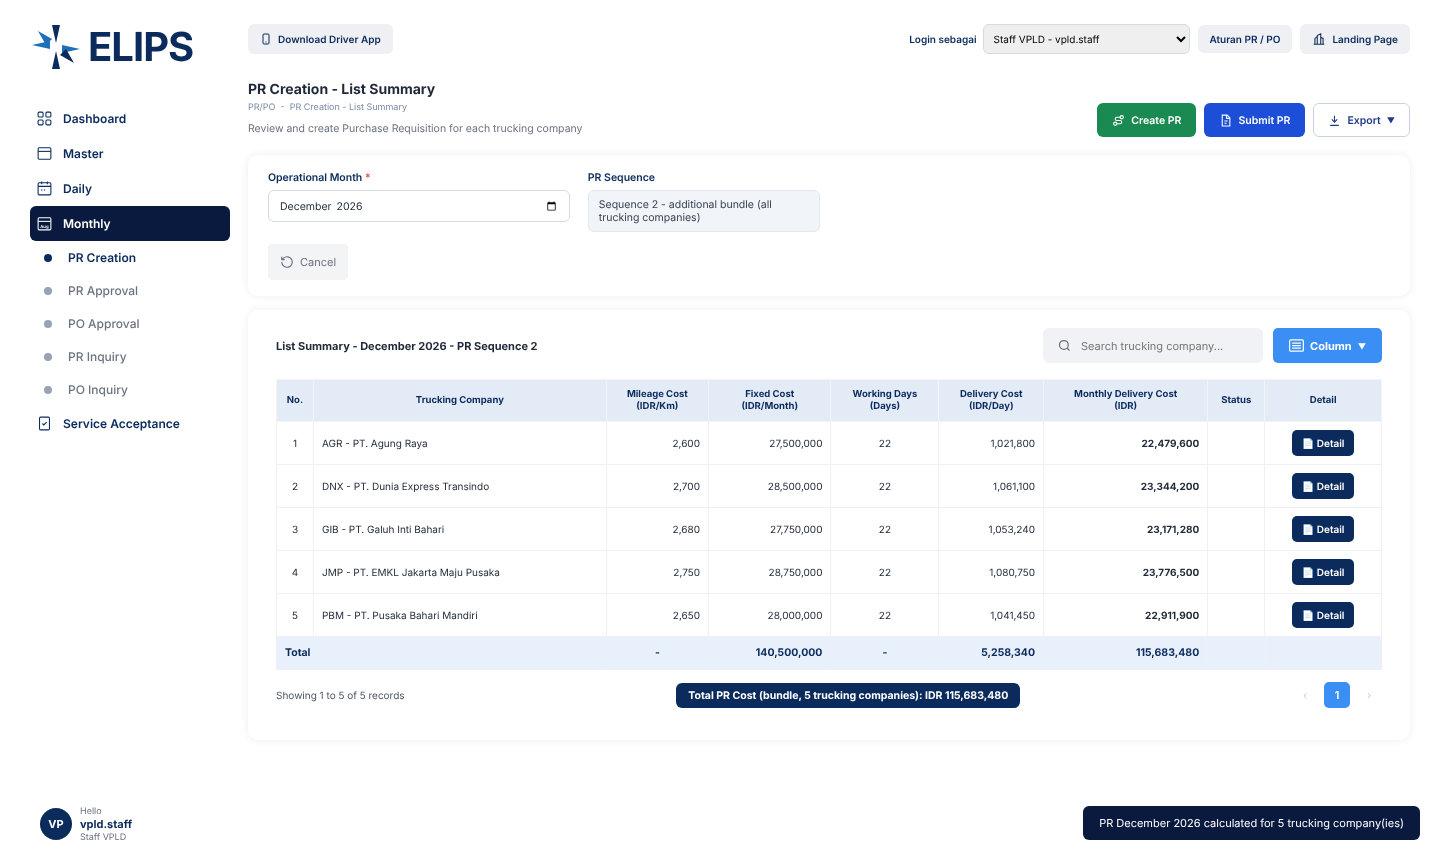 ELIPS
Download Driver App
Login sebagai
Staff VPLD - vpld.staff
Aturan PR / PO
Landing Page
Dashboard
Master
Daily
Monthly
PR Creation
PR Approval
PO Approval
PR Inquiry
PO Inquiry
Service Acceptance
PR Creation - List Summary
PR/PO - PR Creation - List Summary
Review and create Purchase Requisition for each trucking company
Create PR
Submit PR
Export ▼
Operational Month *
December 2026
PR Sequence
Sequence 2 - additional bundle (all
trucking companies)
Cancel
List Summary - December 2026 - PR Sequence 2
Search trucking company...
Column ▼
No.
Trucking Company
Mileage Cost
(IDR/Km)
Fixed Cost
(IDR/Month)
Working Days
(Days)
Delivery Cost
(IDR/Day)
Monthly Delivery Cost
(IDR)
Status
Detail
1 AGR - PT. Agung Raya 2,600 27,500,000 22 1,021,800 22,479,600 Detail
2 DNX - PT. Dunia Express Transindo 2,700 28,500,000 22 1,061,100 23,344,200 Detail
3 GIB - PT. Galuh Inti Bahari 2,680 27,750,000 22 1,053,240 23,171,280 Detail
4 JMP - PT. EMKL Jakarta Maju Pusaka 2,750 28,750,000 22 1,080,750 23,776,500 Detail
5 PBM - PT. Pusaka Bahari Mandiri 2,650 28,000,000 22 1,041,450 22,911,900 Detail
Total - 140,500,000 - 5,258,340 115,683,480
Showing 1 to 5 of 5 records
Total PR Cost (bundle, 5 trucking companies): IDR 115,683,480
‹ 1 ›
VP
Hello
vpld.staff
Staff VPLD
PR December 2026 calculated for 5 trucking company(ies)